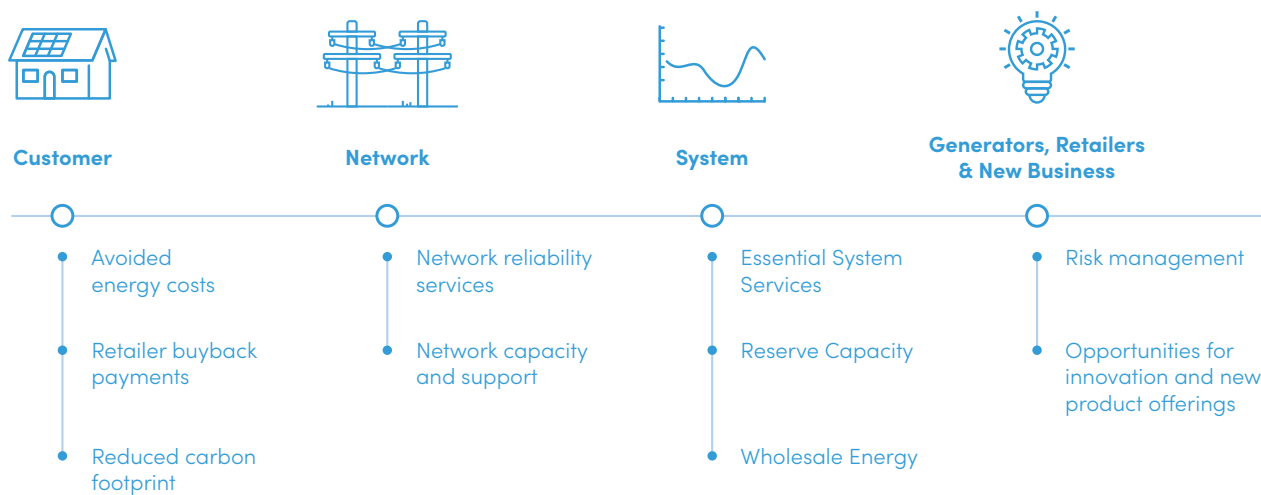 Customer
Avoided
energy costs
Retailer buyback
payments
Reduced carbon
footprint
Network
Network reliability
services
Network capacity
and support
System
Essential System
Services
Reserve Capacity
Wholesale Energy
Generators, Retailers
& New Business
Risk management
Opportunities for
innovation and new
product offerings